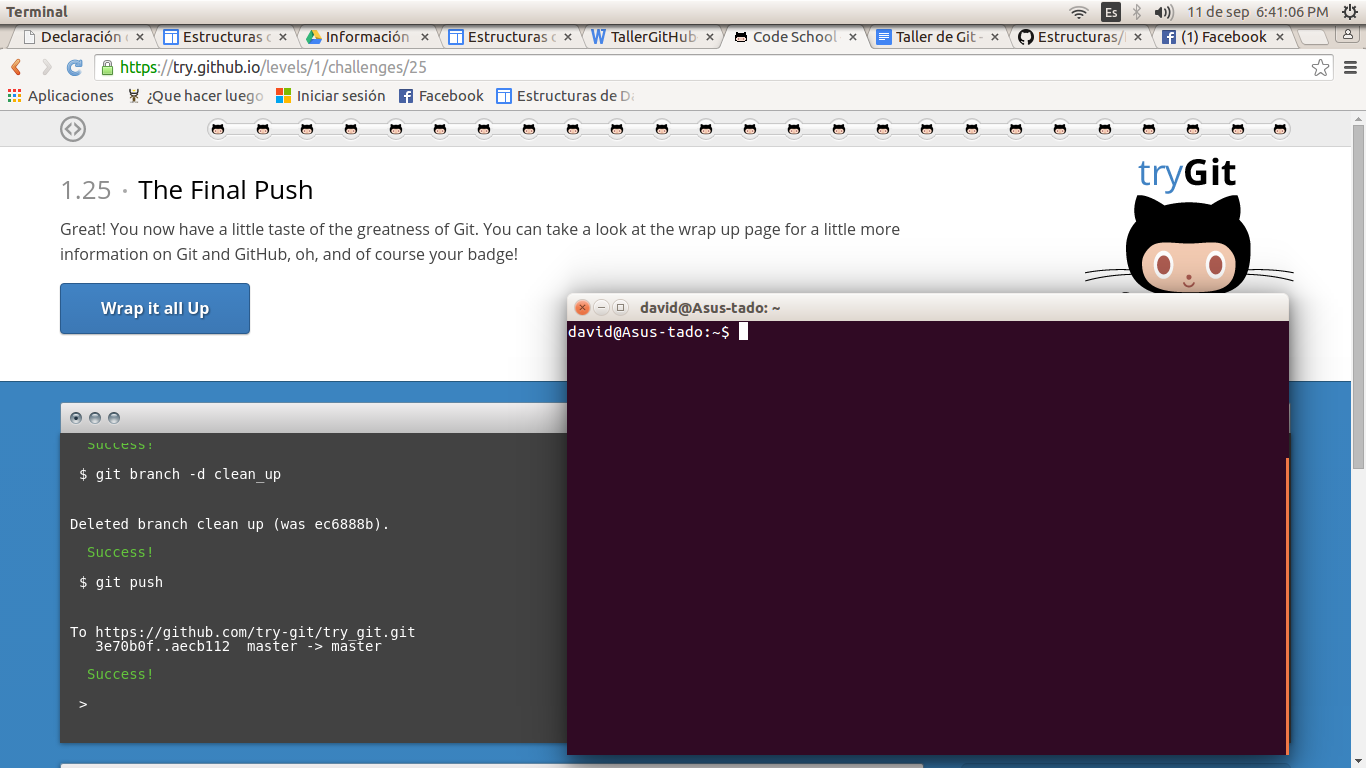 Terminal
Es
11 de sep 6:41:06 PM
Declaración
Estructuras
Información
Estructuras
TallerGitHub
Code School
Taller de Git -
Estructuras/
(1) Facebook
https://try.github.io/levels/1/challenges/25
Aplicaciones
¿Que hacer luego
Iniciar sesión
Facebook
Estructuras de Da
1.25 · The Final Push
tryGit
Great! You now have a little taste of the greatness of Git. You can take a look at the wrap up page for a little more
information on Git and GitHub, oh, and of course your badge!
Wrap it all Up
david@Asus-tado: ~
david@Asus-tado:~$
Success!
$ git branch -d clean_up
Deleted branch clean up (was ec6888b).
Success!
$ git push
To https://github.com/try-git/try_git.git
3e70b0f..aecb112 master -> master
Success!
>